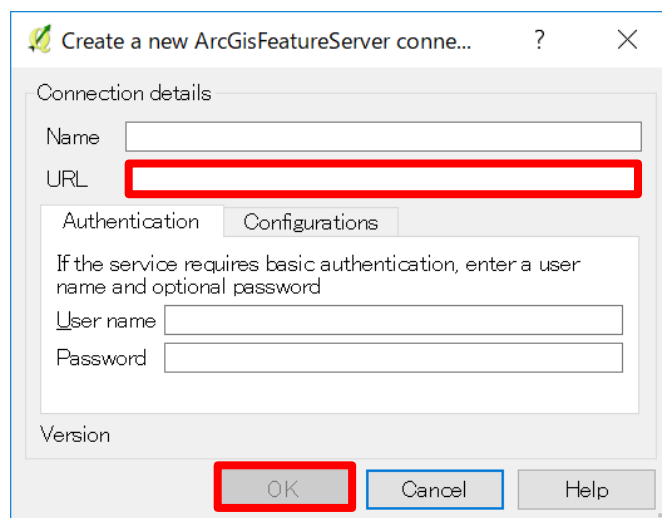 Create a new ArcGisFeatureServer conne... ?
Connection details
Name
URL
Authentication Configurations
If the service requires basic authentication, enter a user
name and optional password
User name
Password
Version
OK Cancel Help